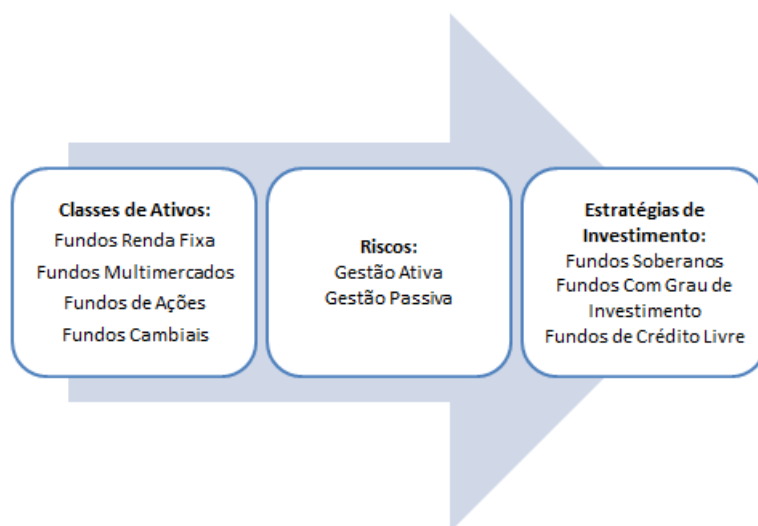 Classes de Ativos:
Fundos Renda Fixa
Fundos Multimercados
Fundos de Ações
Fundos Cambiais
Riscos:
Gestão Ativa
Gestão Passiva
Estratégias de
Investimento:
Fundos Soberanos
Fundos Com Grau de
Investimento
Fundos de Crédito Livre